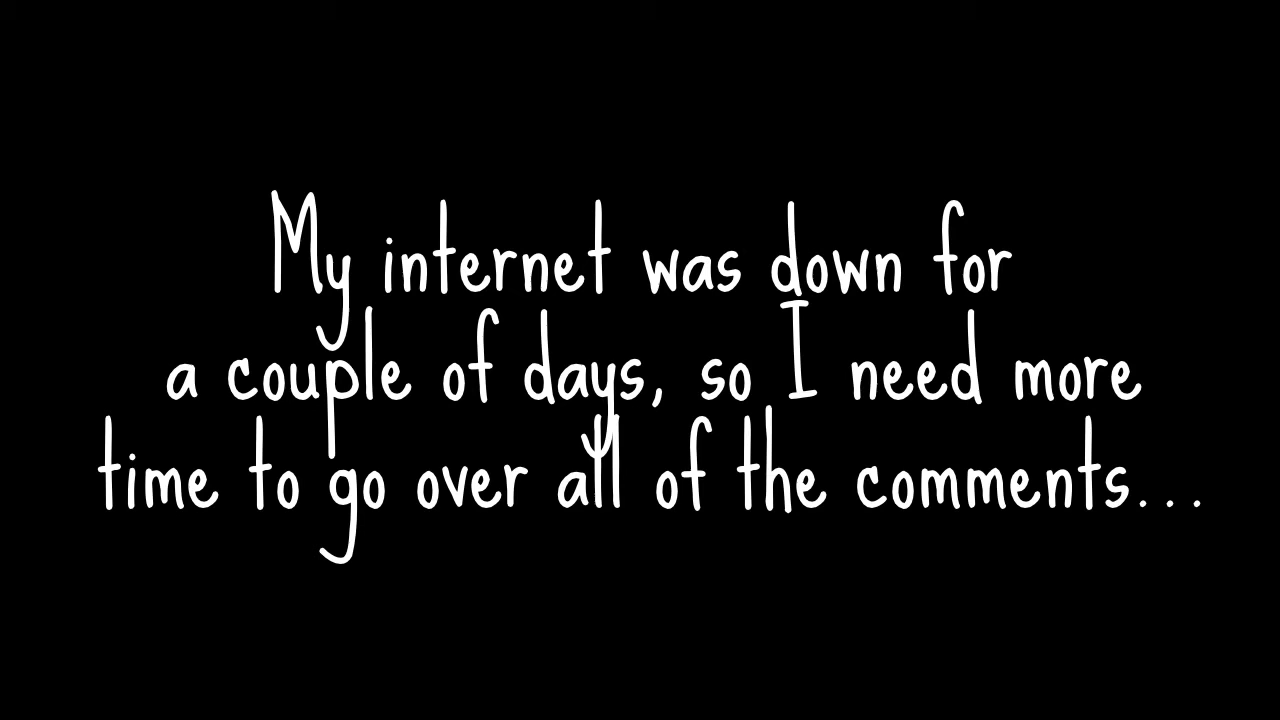 My internet was down for
a couple of days, so I need more
time to go over all of the comments...